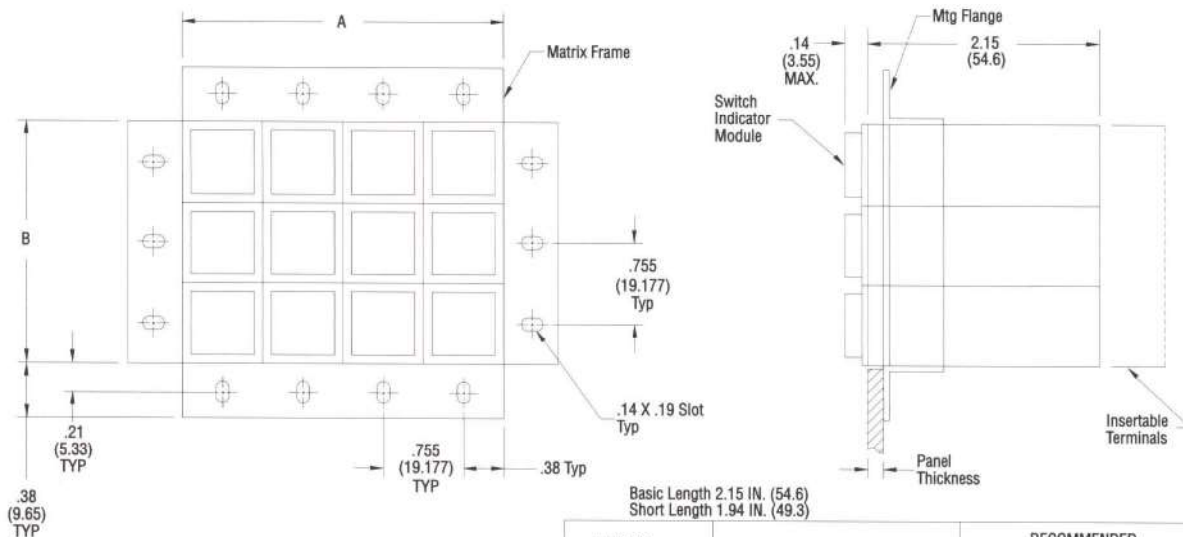 A
Matrix Frame
B
.755
(19.177)
Typ
.14 X .19 Slot
Typ
.21
(5.33)
TYP
.38
(9.65)
TYP
.755
(19.177)
TYP
.38 Typ
Mtg Flange
.14
(3.55)
MAX.
2.15
(54.6)
Switch
Indicator
Module
Insertable
Terminals
Panel
Thickness
Basic Length 2.15 IN. (54.6)
Short Length 1.94 IN. (49.3)
RECOMMENDED